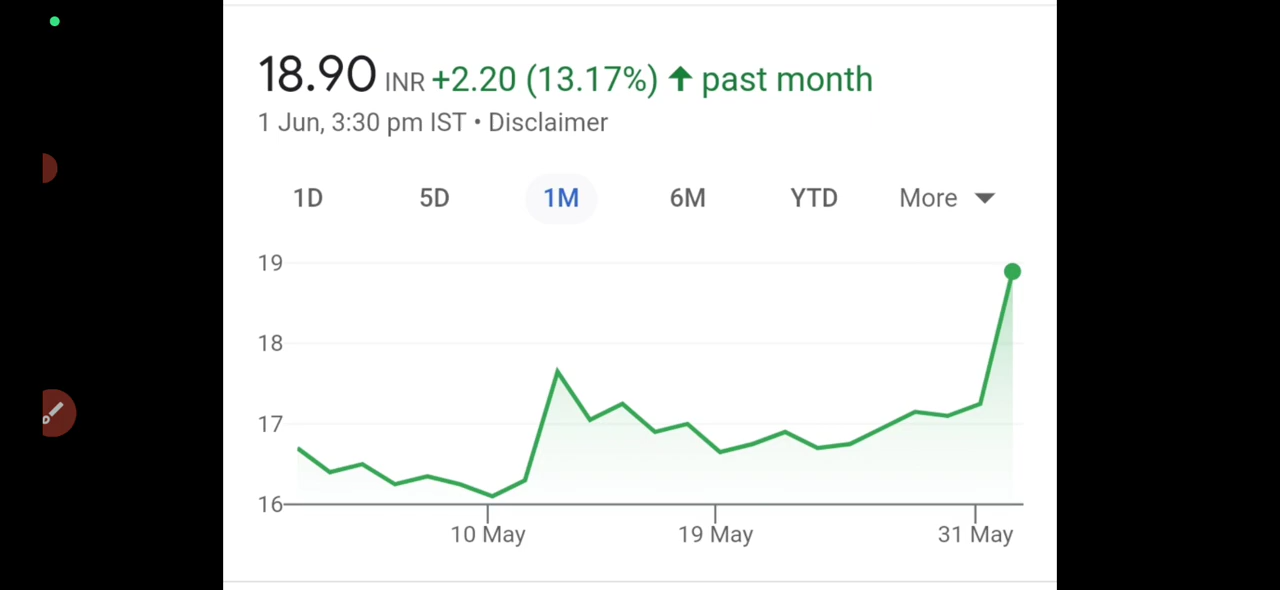 18.90 INR +2.20 (13.17%) ↑ past month
1 Jun, 3:30 pm IST • Disclaimer
1D 5D 1M 6M YTD More
19
18
17
16
10 May 19 May 31 May